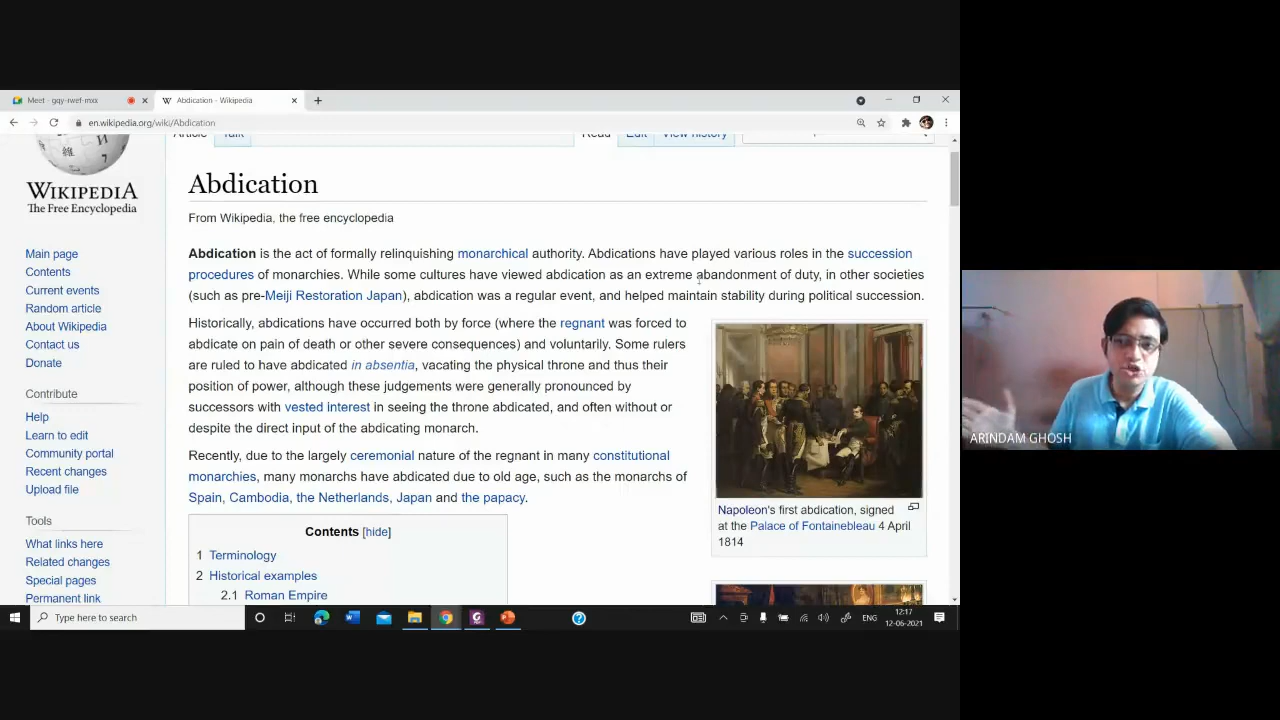 Meet - gqy-rwef-mxx
Abdication - Wikipedia
en.wikipedia.org/wiki/Abdication
Article
Talk
Read
Edit
View history
WIKIPEDIA
The Free Encyclopedia
Main page
Contents
Current events
Random article
About Wikipedia
Contact us
Donate
Contribute
Help
Learn to edit
Community portal
Recent changes
Upload file
Tools
What links here
Related changes
Special pages
Permanent link
Abdication
From Wikipedia, the free encyclopedia
Abdication is the act of formally relinquishing monarchical authority. Abdications have played various roles in the succession
procedures of monarchies. While some cultures have viewed abdication as an extreme abandonment of duty, in other societies
(such as pre-Meiji Restoration Japan), abdication was a regular event, and helped maintain stability during political succession.
Historically, abdications have occurred both by force (where the regnant was forced to
abdicate on pain of death or other severe consequences) and voluntarily. Some rulers
are ruled to have abdicated in absentia, vacating the physical throne and thus their
position of power, although these judgements were generally pronounced by
successors with vested interest in seeing the throne abdicated, and often without or
despite the direct input of the abdicating monarch.
Recently, due to the largely ceremonial nature of the regnant in many constitutional
monarchies, many monarchs have abdicated due to old age, such as the monarchs of
Spain, Cambodia, the Netherlands, Japan and the papacy.
Contents [hide]
1 Terminology
2 Historical examples
2.1 Roman Empire
Napoleon's first abdication, signed
at the Palace of Fontainebleau 4 April
1814
ARINDAM GHOSH
Type here to search
ENG
12:17
12-06-2021